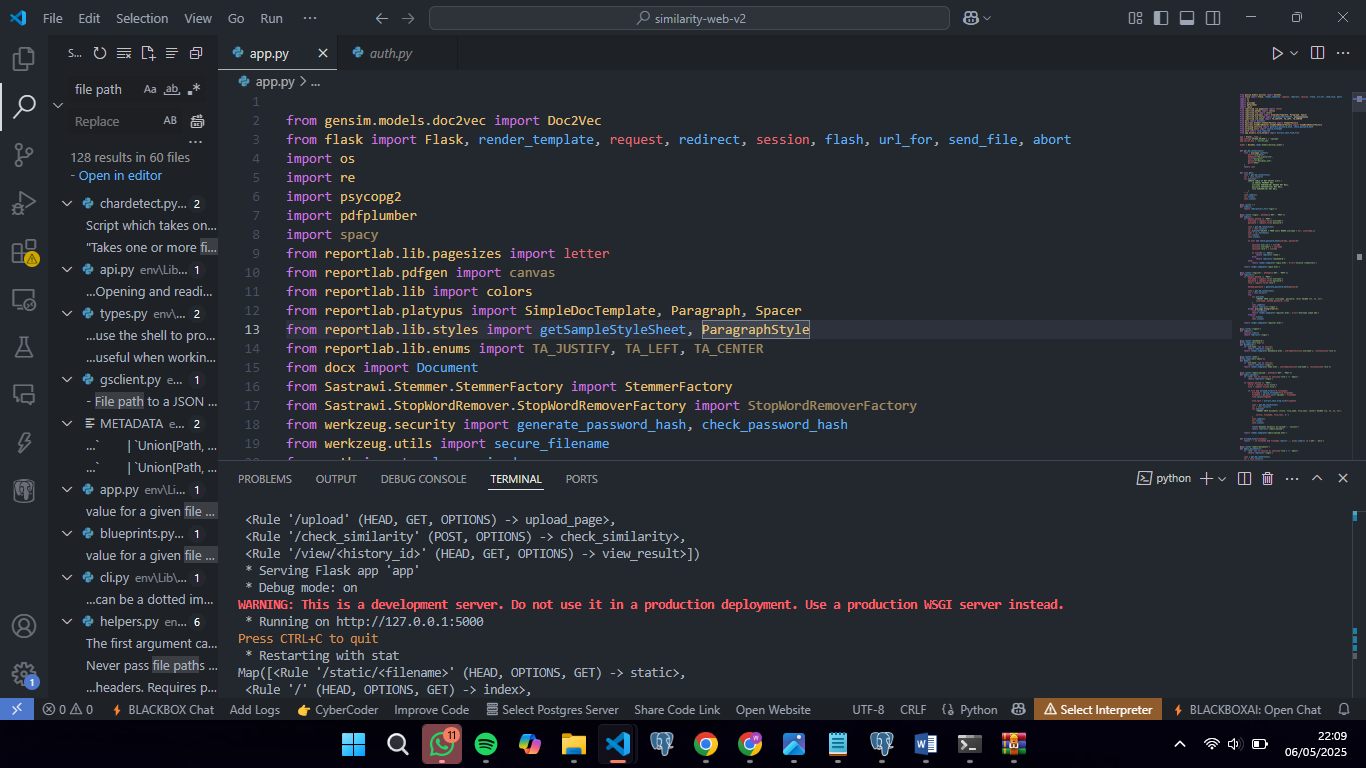 File Edit Selection View Go Run ··· similarity-web-v2
S... app.py auth.py
file path Aa ab
Replace AB
128 results in 60 files
- Open in editor
chardetect.py... 2
Script which takes on...
"Takes one or more fi...
api.py env\Lib... 1
...Opening and readi...
types.py env\... 2
...use the shell to pro...
...useful when workin...
gsclient.py e... 1
- File path to a JSON ...
METADATA e... 2
...` | `Union[Path, ...
...` | `Union[Path, ...
app.py env\Li... 1
value for a given file ...
blueprints.py... 1
value for a given file ...
cli.py env\Lib\... 1
...can be a dotted im...
helpers.py en... 6
The first argument ca...
Never pass file paths ...
...headers. Requires p...
app.py > ...
1
2 from gensim.models.doc2vec import Doc2Vec
3 from flask import Flask, render_template, request, redirect, session, flash, url_for, send_file, abort
4 import os
5 import re
6 import psycopg2
7 import pdfplumber
8 import spacy
9 from reportlab.lib.pagesizes import letter
10 from reportlab.pdfgen import canvas
11 from reportlab.lib import colors
12 from reportlab.platypus import SimpleDocTemplate, Paragraph, Spacer
13 from reportlab.lib.styles import getSampleStyleSheet, ParagraphStyle
14 from reportlab.lib.enums import TA_JUSTIFY, TA_LEFT, TA_CENTER
15 from docx import Document
16 from Sastrawi.Stemmer.StemmerFactory import StemmerFactory
17 from Sastrawi.StopWordRemover.StopWordRemoverFactory import StopWordRemoverFactory
18 from werkzeug.security import generate_password_hash, check_password_hash
19 from werkzeug.utils import secure_filename
PROBLEMS OUTPUT DEBUG CONSOLE TERMINAL PORTS python
<Rule '/upload' (HEAD, GET, OPTIONS) -> upload_page>,
<Rule '/check_similarity' (POST, OPTIONS) -> check_similarity>,
<Rule '/view/<history_id>' (HEAD, GET, OPTIONS) -> view_result>])
* Serving Flask app 'app'
* Debug mode: on
WARNING: This is a development server. Do not use it in a production deployment. Use a production WSGI server instead.
* Running on http://127.0.0.1:5000
Press CTRL+C to quit
* Restarting with stat
Map([<Rule '/static/<filename>' (HEAD, OPTIONS, GET) -> static>,
<Rule '/' (HEAD, OPTIONS, GET) -> index>,
1
0 0 BLACKBOX Chat Add Logs CyberCoder Improve Code Select Postgres Server Share Code Link Open Website UTF-8 CRLF Python Select Interpreter BLACKBOXAI: Open Chat
11
22:09
06/05/2025